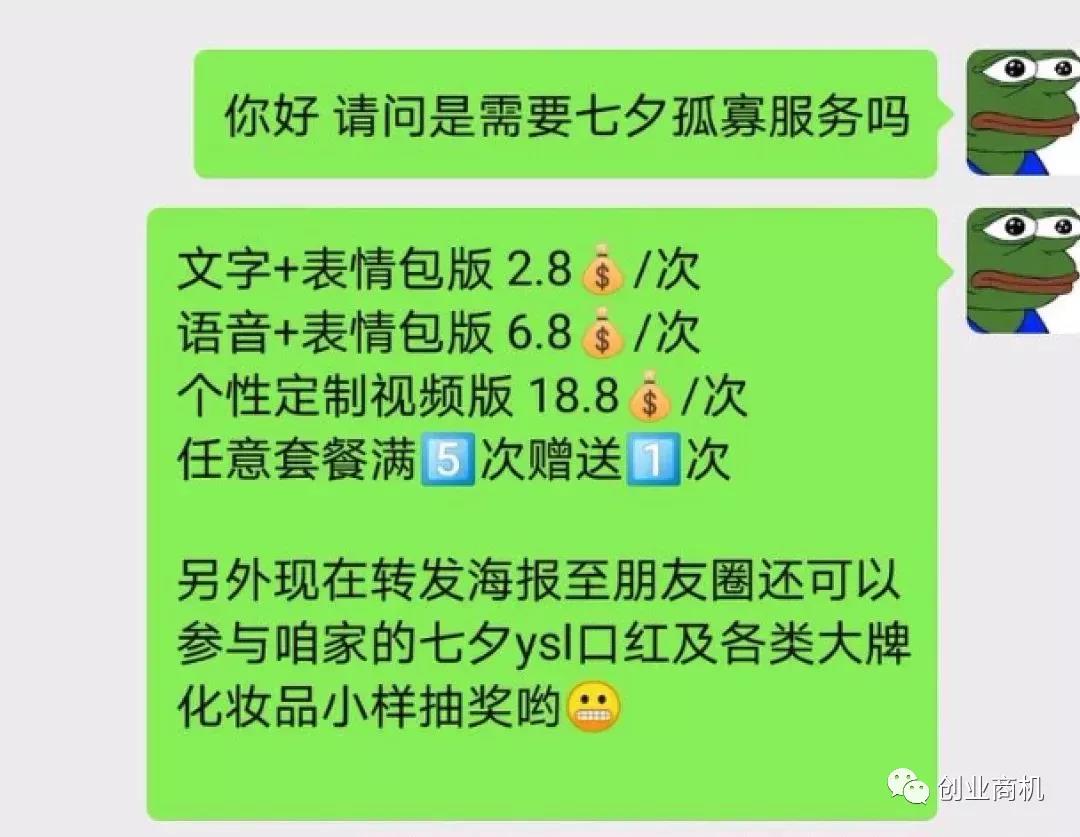 你好 请问是需要七夕孤寡服务吗
文字+表情包版 2.8💰/次
语音+表情包版 6.8💰/次
个性定制视频版 18.8💰/次
任意套餐满5️⃣次赠送1️⃣次
另外现在转发海报至朋友圈还可以
参与咱家的七夕ysl口红及各类大牌
化妆品小样抽奖哟😬
创业商机